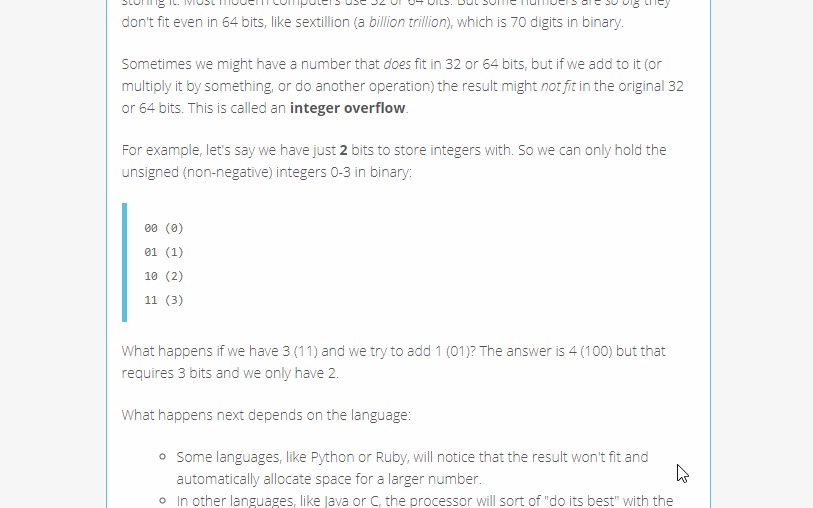 storing it. Most modern computers use 32 or 64 bits. But some numbers are so big they
don't fit even in 64 bits, like sextillion (a billion trillion), which is 70 digits in binary.
Sometimes we might have a number that does fit in 32 or 64 bits, but if we add to it (or
multiply it by something, or do another operation) the result might not fit in the original 32
or 64 bits. This is called an integer overflow.
For example, let's say we have just 2 bits to store integers with. So we can only hold the
unsigned (non-negative) integers 0-3 in binary:
00 (0)
01 (1)
10 (2)
11 (3)
What happens if we have 3 (11) and we try to add 1 (01)? The answer is 4 (100) but that
requires 3 bits and we only have 2.
What happens next depends on the language:
Some languages, like Python or Ruby, will notice that the result won't fit and
automatically allocate space for a larger number.
In other languages, like Java or C, the processor will sort of "do its best" with the